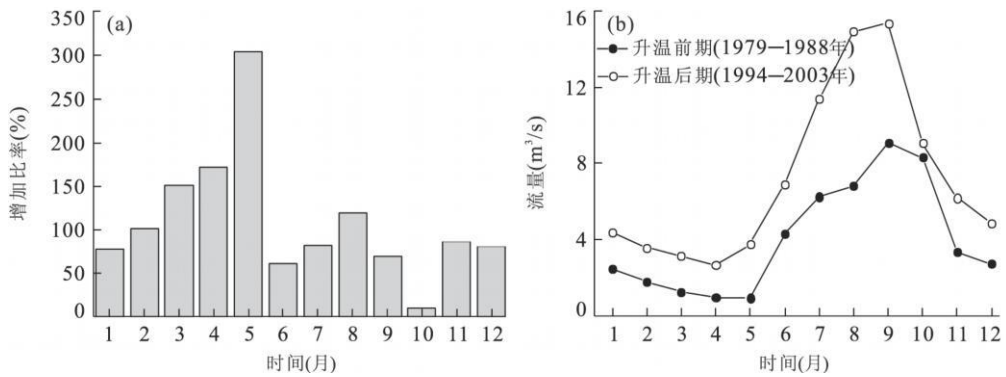 (a)
350
300
250
200
150
100
50
0
增加比率(%)
1 2 3 4 5 6 7 8 9 10 11 12
时间(月)
(b)
升温前期(1979—1988年)
升温后期(1994—2003年)
16
12
8
4
0
流量(m³/s)
1 2 3 4 5 6 7 8 9 10 11 12
时间(月)